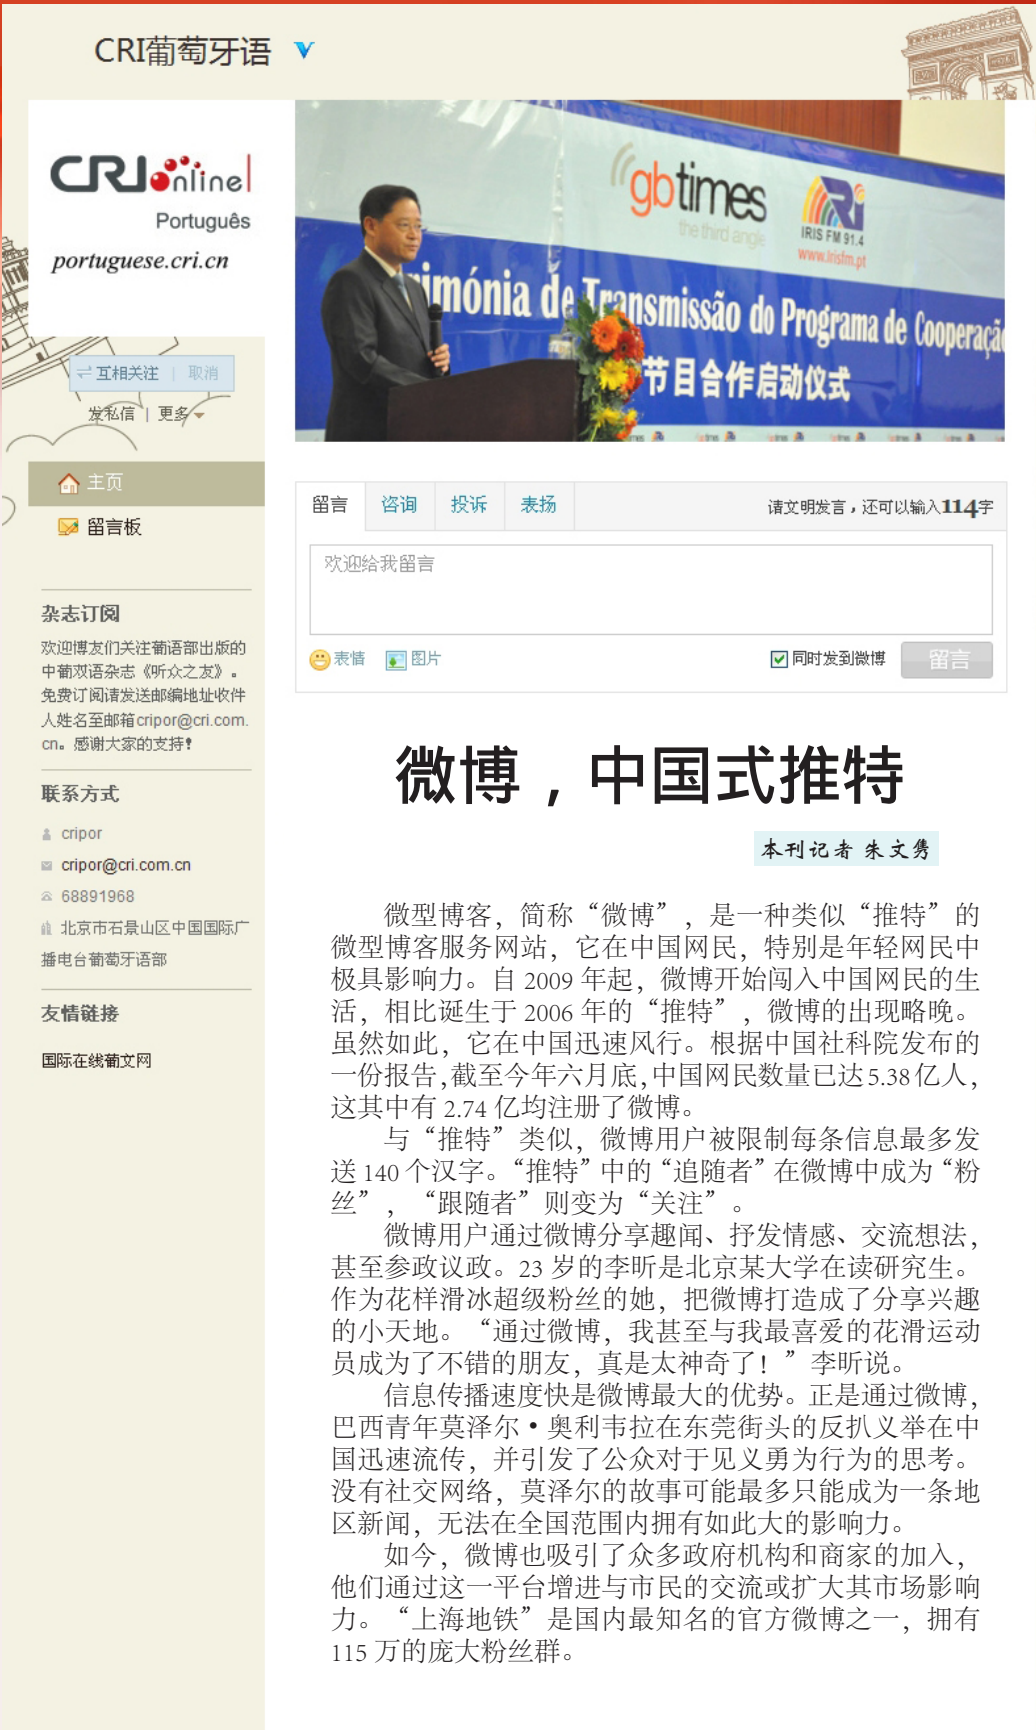 CRI葡萄牙语
CRIonline
Português
portuguese.cri.cn
gbtimes
the third angle
IRIS FM 91.4
www.irisfm.pt
imónia de Transmissão do Programa de Cooperação
节目合作启动仪式
互相关注 | 取消
发私信 | 更多
主页
留言板
留言 咨询 投诉 表扬 请文明发言，还可以输入114字
欢迎给我留言
表情 图片 同时发到微博 留言
杂志订阅
欢迎博友们关注葡语部出版的
中葡双语杂志《听众之友》。
免费订阅请发送邮编地址收件
人姓名至邮箱cripor@cri.com.
cn。感谢大家的支持！
联系方式
cripor
cripor@cri.com.cn
68891968
北京市石景山区中国国际广
播电台葡萄牙语部
友情链接
国际在线葡文网
微博，中国式推特
本刊记者 朱文隽
微型博客，简称“微博”，是一种类似“推特”的
微型博客服务网站，它在中国网民，特别是年轻网民中
极具影响力。自 2009 年起，微博开始闯入中国网民的生
活，相比诞生于 2006 年的“推特”，微博的出现略晚。
虽然如此，它在中国迅速风行。根据中国社科院发布的
一份报告，截至今年六月底，中国网民数量已达 5.38 亿人，
这其中有 2.74 亿均注册了微博。
与“推特”类似，微博用户被限制每条信息最多发
送 140 个汉字。“推特”中的“追随者”在微博中成为“粉
丝”，“跟随者”则变为“关注”。
微博用户通过微博分享趣闻、抒发情感、交流想法，
甚至参政议政。23 岁的李昕是北京某大学在读研究生。
作为花样滑冰超级粉丝的她，把微博打造成了分享兴趣
的小天地。“通过微博，我甚至与我最喜爱的花滑运动
员成为了不错的朋友，真是太神奇了！”李昕说。
信息传播速度快是微博最大的优势。正是通过微博，
巴西青年莫泽尔•奥利韦拉在东莞街头的反扒义举在中
国迅速流传，并引发了公众对于见义勇为行为的思考。
没有社交网络，莫泽尔的故事可能最多只能成为一条地
区新闻，无法在全国范围内拥有如此大的影响力。
如今，微博也吸引了众多政府机构和商家的加入，
他们通过这一平台增进与市民的交流或扩大其市场影响
力。“上海地铁”是国内最知名的官方微博之一，拥有
115 万的庞大粉丝群。